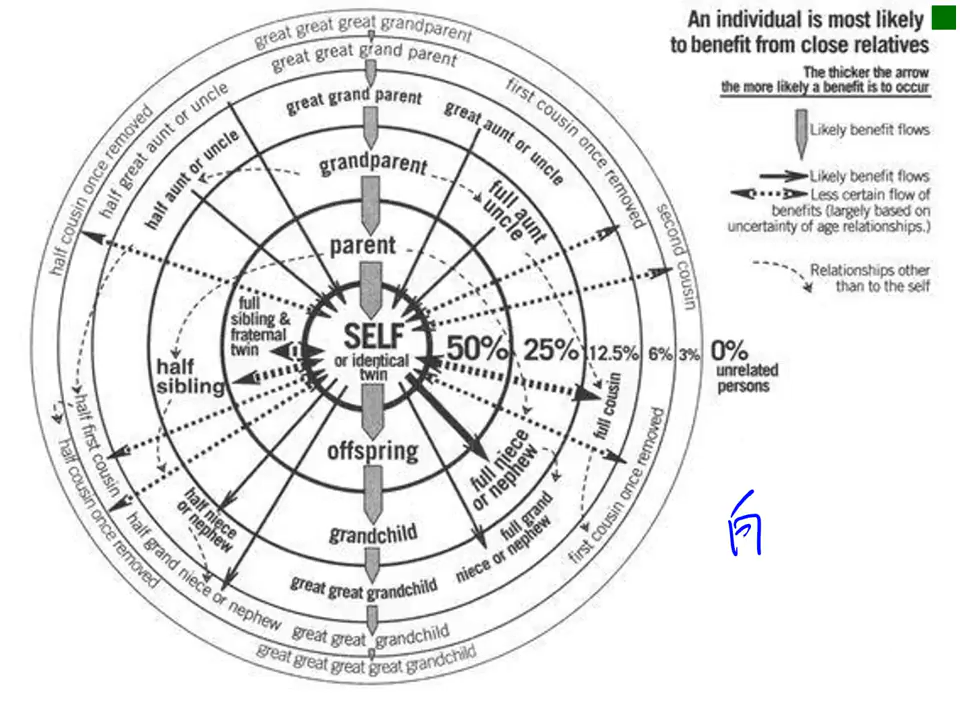 An individual is most likely
to benefit from close relatives
The thicker the arrow
the more likely a benefit is to occur
Likely benefit flows
Likely benefit flows
Less certain flow of
benefits (largely based on
uncertainty of age relationships.)
Relationships other
than to the self
great great great grandparent
great great grand parent
great grand parent
grandparent
parent
SELF
or identical
twin
offspring
grandchild
great great grandchild
great great grandchild
great great great great grandchild
half cousin once removed
half great aunt or uncle
half aunt or uncle
first cousin once removed
great aunt or uncle
full aunt
uncle
second cousin
full
sibling &
fraternal
twin
half
sibling
50%
25%
12.5%
6%
3%
0%
unrelated
persons
full cousin
full niece
or nephew
full grand
niece or nephew
first cousin once removed
half first cousin
half cousin once removed
half niece
or nephew
half grand niece or nephew
向